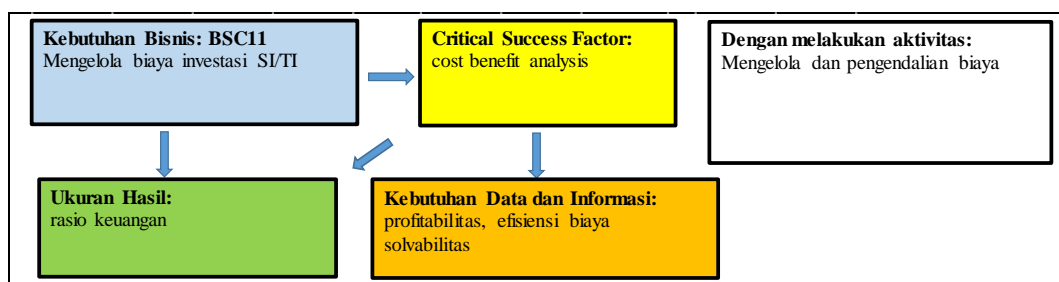 Kebutuhan Bisnis: BSC11
Mengelola biaya investasi SI/TI
Critical Success Factor:
cost benefit analysis
Dengan melakukan aktivitas:
Mengelola dan pengendalian biaya
Ukuran Hasil:
rasio keuangan
Kebutuhan Data dan Informasi:
profitabilitas, efisiensi biaya
solvabilitas